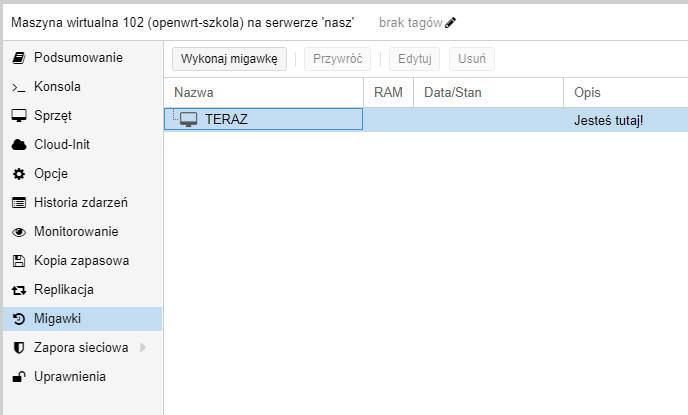 Maszyna wirtualna 102 (openwrt-szkola) na serwerze 'nasz' brak tagów
Podsumowanie
Konsola
Sprzęt
Cloud-Init
Opcje
Historia zdarzeń
Monitorowanie
Kopia zapasowa
Replikacja
Migawki
Zapora sieciowa
Uprawnienia
Wykonaj migawkę Przywróć Edytuj Usuń
Nazwa RAM Data/Stan Opis
TERAZ Jesteś tutaj!